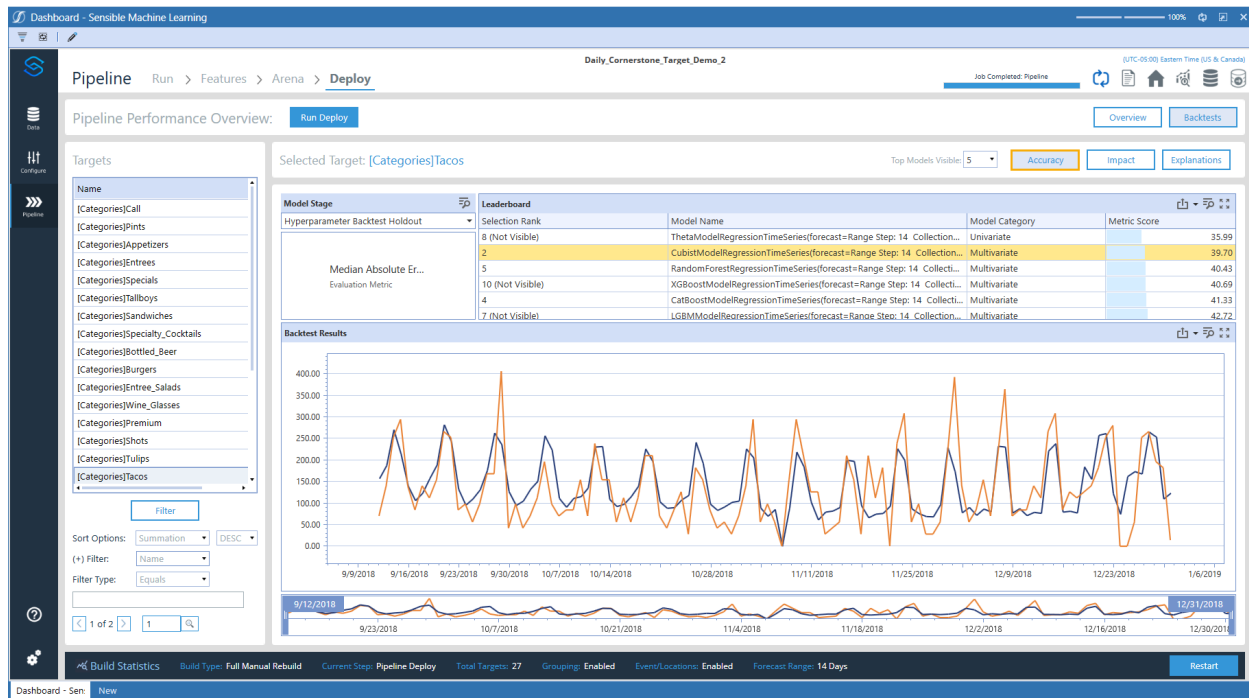 Dashboard - Sensible Machine Learning
100%
Daily_Cornerstone_Target_Demo_2
(UTC-05:00) Eastern Time (US & Canada)
Pipeline Run > Features > Arena > Deploy
Job Completed: Pipeline
Data
Configure
Pipeline
Pipeline Performance Overview: Run Deploy
Overview Backtests
Targets
Name
[Categories]Call
[Categories]Pints
[Categories]Appetizers
[Categories]Entrees
[Categories]Specials
[Categories]Tallboys
[Categories]Sandwiches
[Categories]Specialty_Cocktails
[Categories]Bottled_Beer
[Categories]Burgers
[Categories]Entree_Salads
[Categories]Wine_Glasses
[Categories]Premium
[Categories]Shots
[Categories]Tulips
[Categories]Tacos
Filter
Sort Options: Summation DESC
(+) Filter: Name
Filter Type: Equals
< 1 of 2 > 1
Selected Target: [Categories]Tacos
Top Models Visible: 5 Accuracy Impact Explanations
Model Stage
Hyperparameter Backtest Holdout
Median Absolute Er...
Evaluation Metric
Leaderboard
Selection Rank Model Name Model Category Metric Score
8 (Not Visible) ThetaModelRegressionTimeSeries(forecast=Range Step: 14 Collection... Univariate 35.99
2 CubistModelRegressionTimeSeries(forecast=Range Step: 14 Collection... Multivariate 39.70
5 RandomForestRegressionTimeSeries(forecast=Range Step: 14 Collecti... Multivariate 40.43
10 (Not Visible) XGBoostModelRegressionTimeSeries(forecast=Range Step: 14 Collecti... Multivariate 40.69
4 CatBoostModelRegressionTimeSeries(forecast=Range Step: 14 Collecti... Multivariate 41.33
7 (Not Visible) LGBMModelRegressionTimeSeries(forecast=Range Step: 14 Collection... Multivariate 42.72
Backtest Results
400.00
350.00
300.00
250.00
200.00
150.00
100.00
50.00
0.00
9/9/2018 9/16/2018 9/23/2018 9/30/2018 10/7/2018 10/14/2018 10/28/2018 11/11/2018 11/25/2018 12/9/2018 12/23/2018 1/6/2019
9/12/2018 12/31/2018
9/23/2018 10/7/2018 10/21/2018 11/4/2018 11/18/2018 12/2/2018 12/16/2018 12/30/2018
Build Statistics Build Type: Full Manual Rebuild Current Step: Pipeline Deploy Total Targets: 27 Grouping: Enabled Event/Locations: Enabled Forecast Range: 14 Days Restart
Dashboard - Sen: New